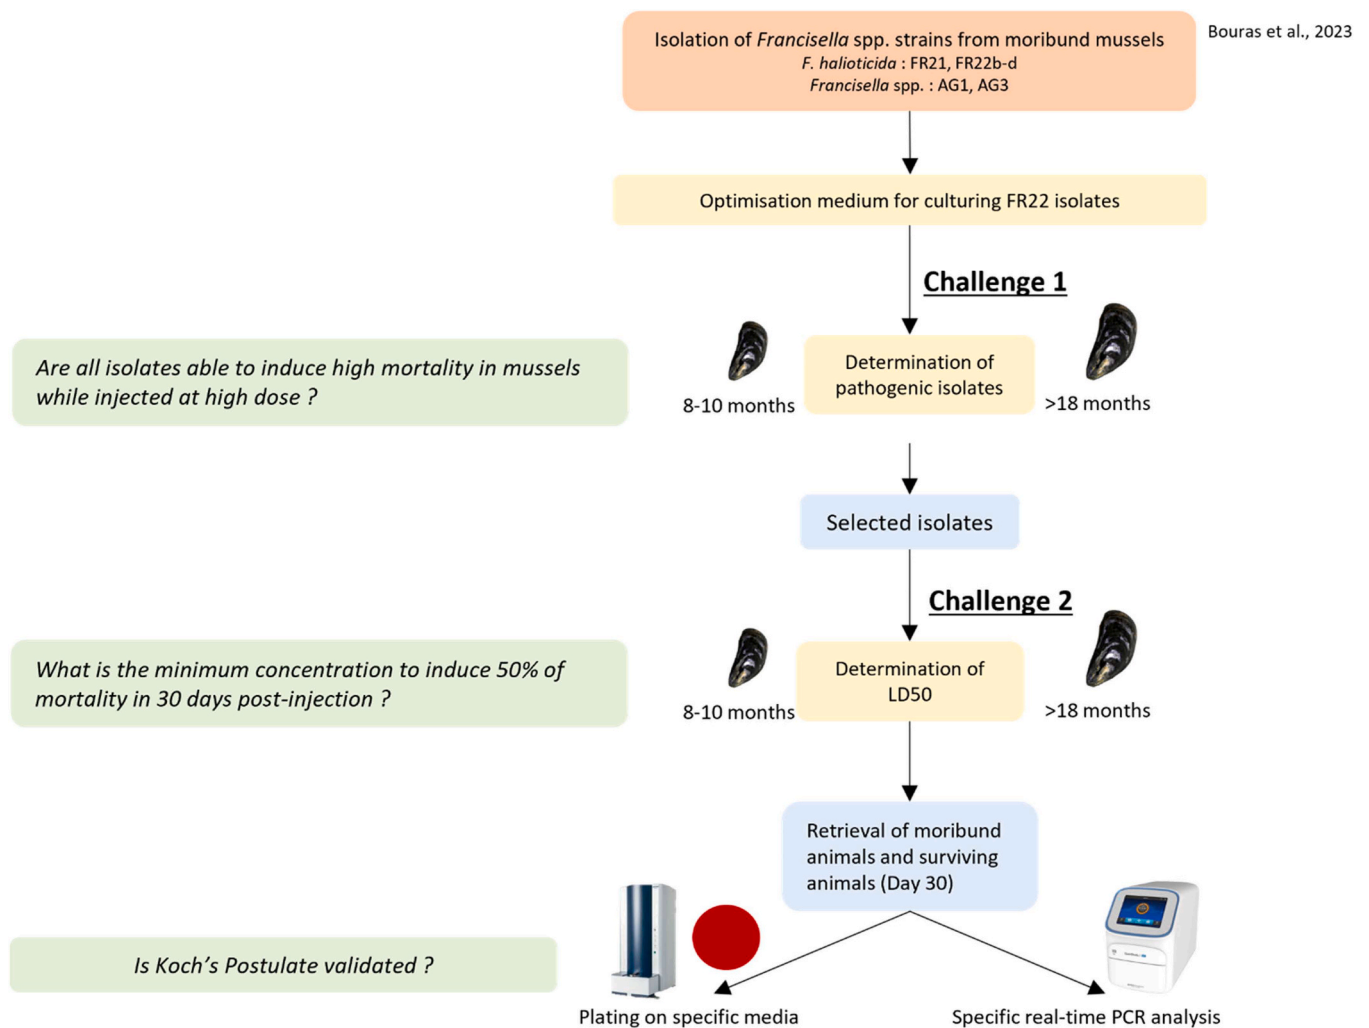 Isolation of Francisella spp. strains from moribund mussels
F. halioticida : FR21, FR22b-d
Francisella spp. : AG1, AG3
Bouras et al., 2023
Optimisation medium for culturing FR22 isolates
Challenge 1
Are all isolates able to induce high mortality in mussels
while injected at high dose ?
8-10 months
Determination of
pathogenic isolates
>18 months
Selected isolates
Challenge 2
What is the minimum concentration to induce 50% of
mortality in 30 days post-injection ?
8-10 months
Determination of
LD50
>18 months
Retrieval of moribund
animals and surviving
animals (Day 30)
Is Koch’s Postulate validated ?
Plating on specific media
Specific real-time PCR analysis